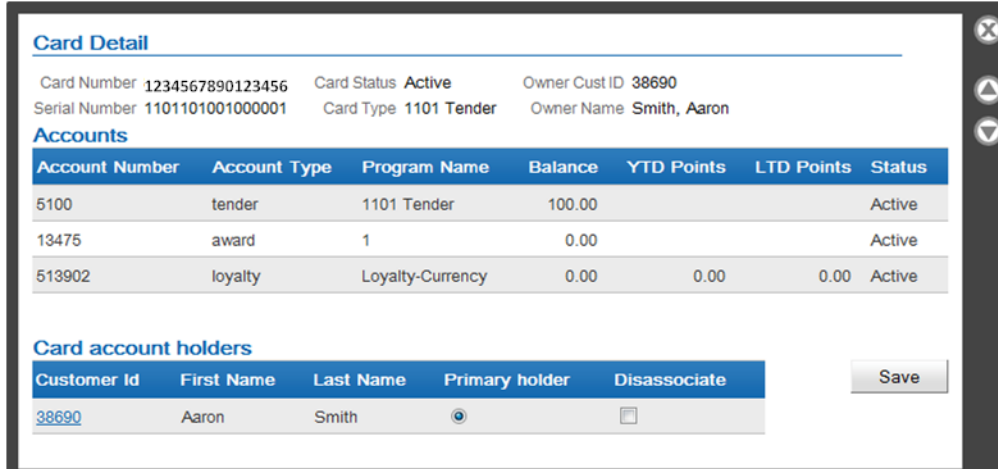 Card Detail
Card Number 1234567890123456 Card Status Active Owner Cust ID 38690
Serial Number 1101101001000001 Card Type 1101 Tender Owner Name Smith, Aaron
Accounts
Account Number Account Type Program Name Balance YTD Points LTD Points Status
5100 tender 1101 Tender 100.00 Active
13475 award 1 0.00 Active
513902 loyalty Loyalty-Currency 0.00 0.00 0.00 Active
Card account holders
Customer Id First Name Last Name Primary holder Disassociate Save
38690 Aaron Smith